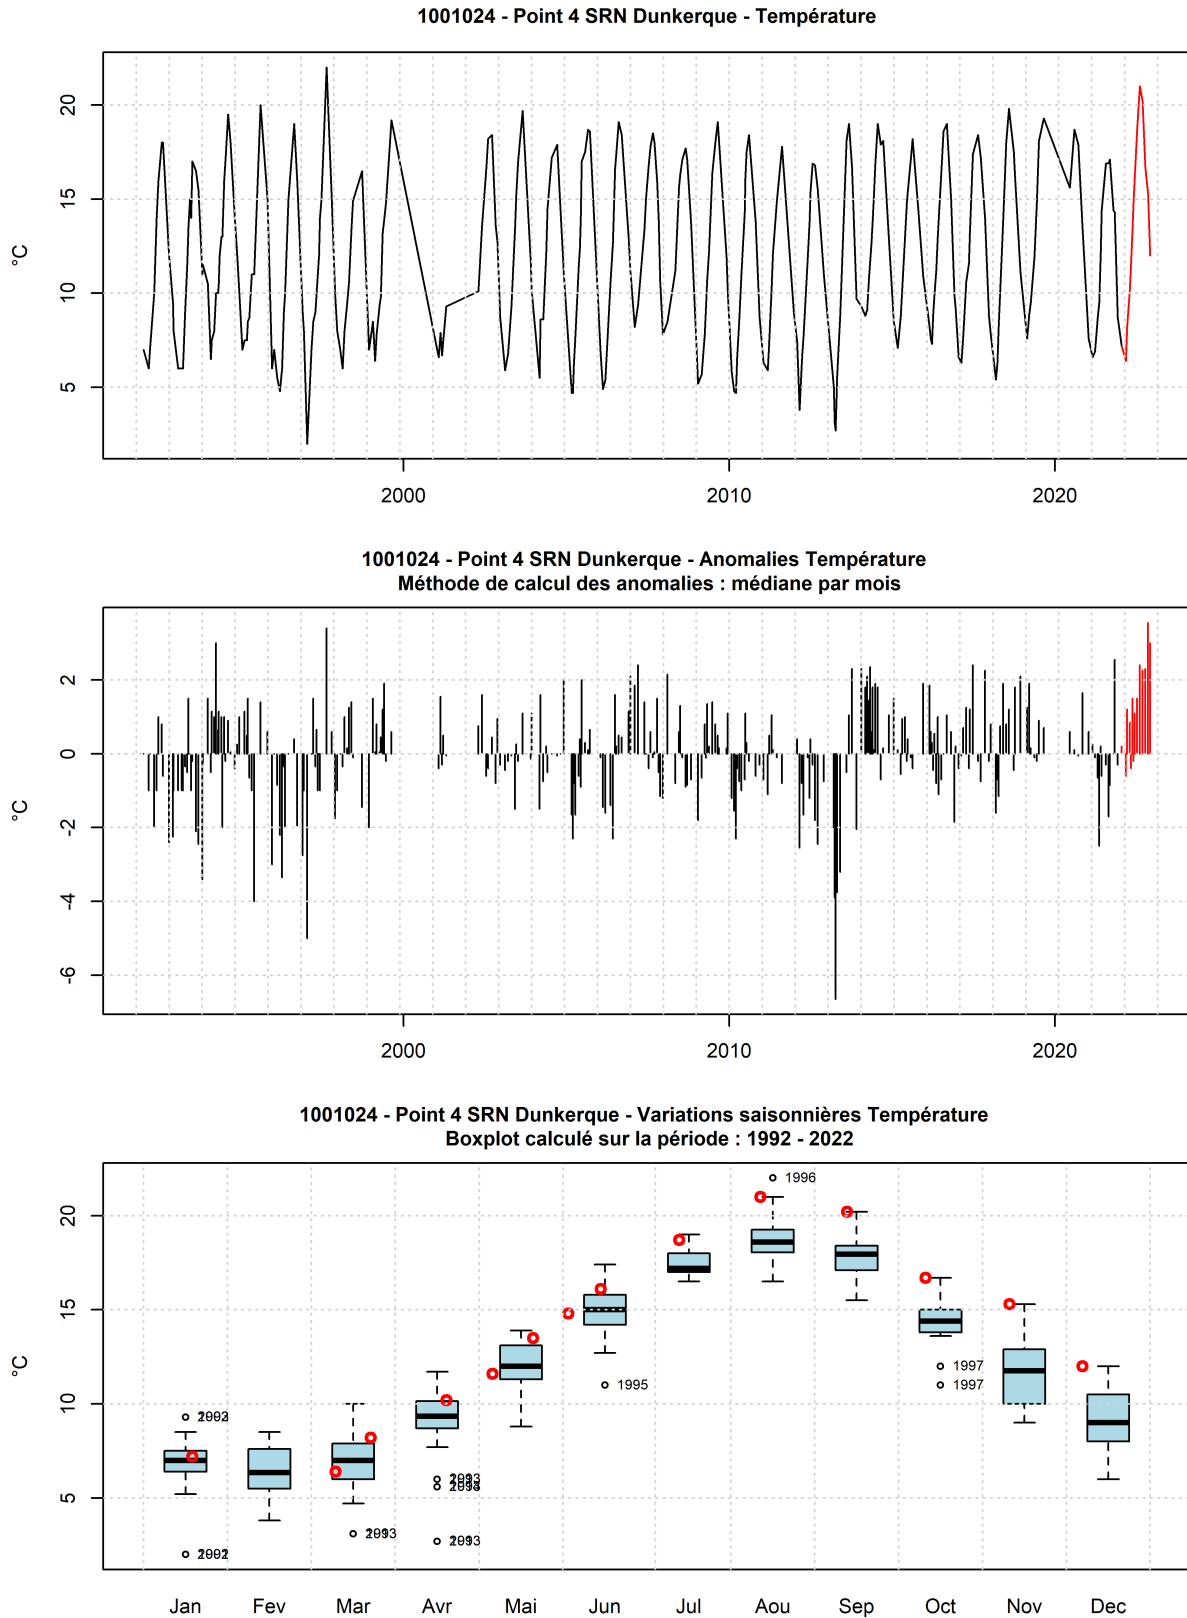 1001024 - Point 4 SRN Dunkerque - Température
°C
20
15
10
5
2000
2010
2020
1001024 - Point 4 SRN Dunkerque - Anomalies Température
Méthode de calcul des anomalies : médiane par mois
°C
2
0
-2
-4
-6
2000
2010
2020
1001024 - Point 4 SRN Dunkerque - Variations saisonnières Température
Boxplot calculé sur la période : 1992 - 2022
°C
20
15
10
5
1996
1995
1997
1997
Jan Fev Mar Avr Mai Jun Jul Aou Sep Oct Nov Dec